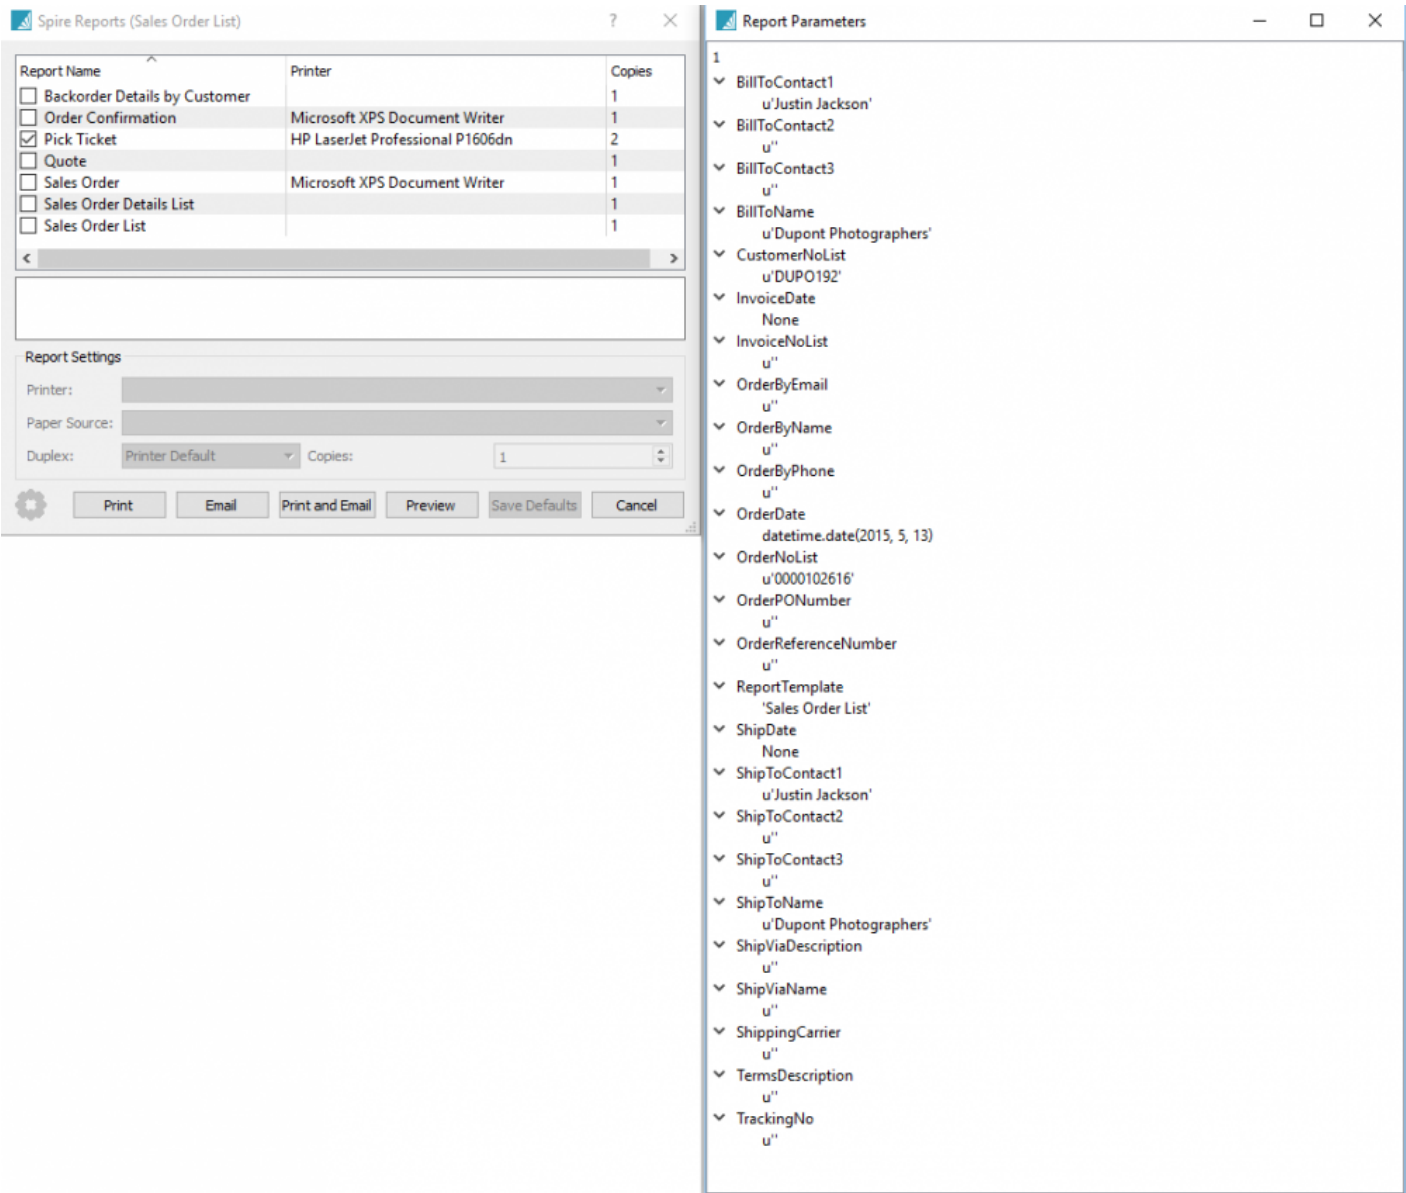 Spire Reports (Sales Order List)
Report Name Printer Copies
Backorder Details by Customer 1
Order Confirmation Microsoft XPS Document Writer 1
Pick Ticket HP LaserJet Professional P1606dn 2
Quote 1
Sales Order Microsoft XPS Document Writer 1
Sales Order Details List 1
Sales Order List 1
Report Settings
Printer:
Paper Source:
Duplex: Printer Default Copies: 1
Print Email Print and Email Preview Save Defaults Cancel
Report Parameters
1
BillToContact1
u'Justin Jackson'
BillToContact2
u''
BillToContact3
u''
BillToName
u'Dupont Photographers'
CustomerNoList
u'DUPO192'
InvoiceDate
None
InvoiceNoList
u''
OrderByEmail
u''
OrderByName
u''
OrderByPhone
u''
OrderDate
datetime.date(2015, 5, 13)
OrderNoList
u'0000102616'
OrderPONumber
u''
OrderReferenceNumber
u''
ReportTemplate
'Sales Order List'
ShipDate
None
ShipToContact1
u'Justin Jackson'
ShipToContact2
u''
ShipToContact3
u''
ShipToName
u'Dupont Photographers'
ShipViaDescription
u''
ShipViaName
u''
ShippingCarrier
u''
TermsDescription
u''
TrackingNo
u''